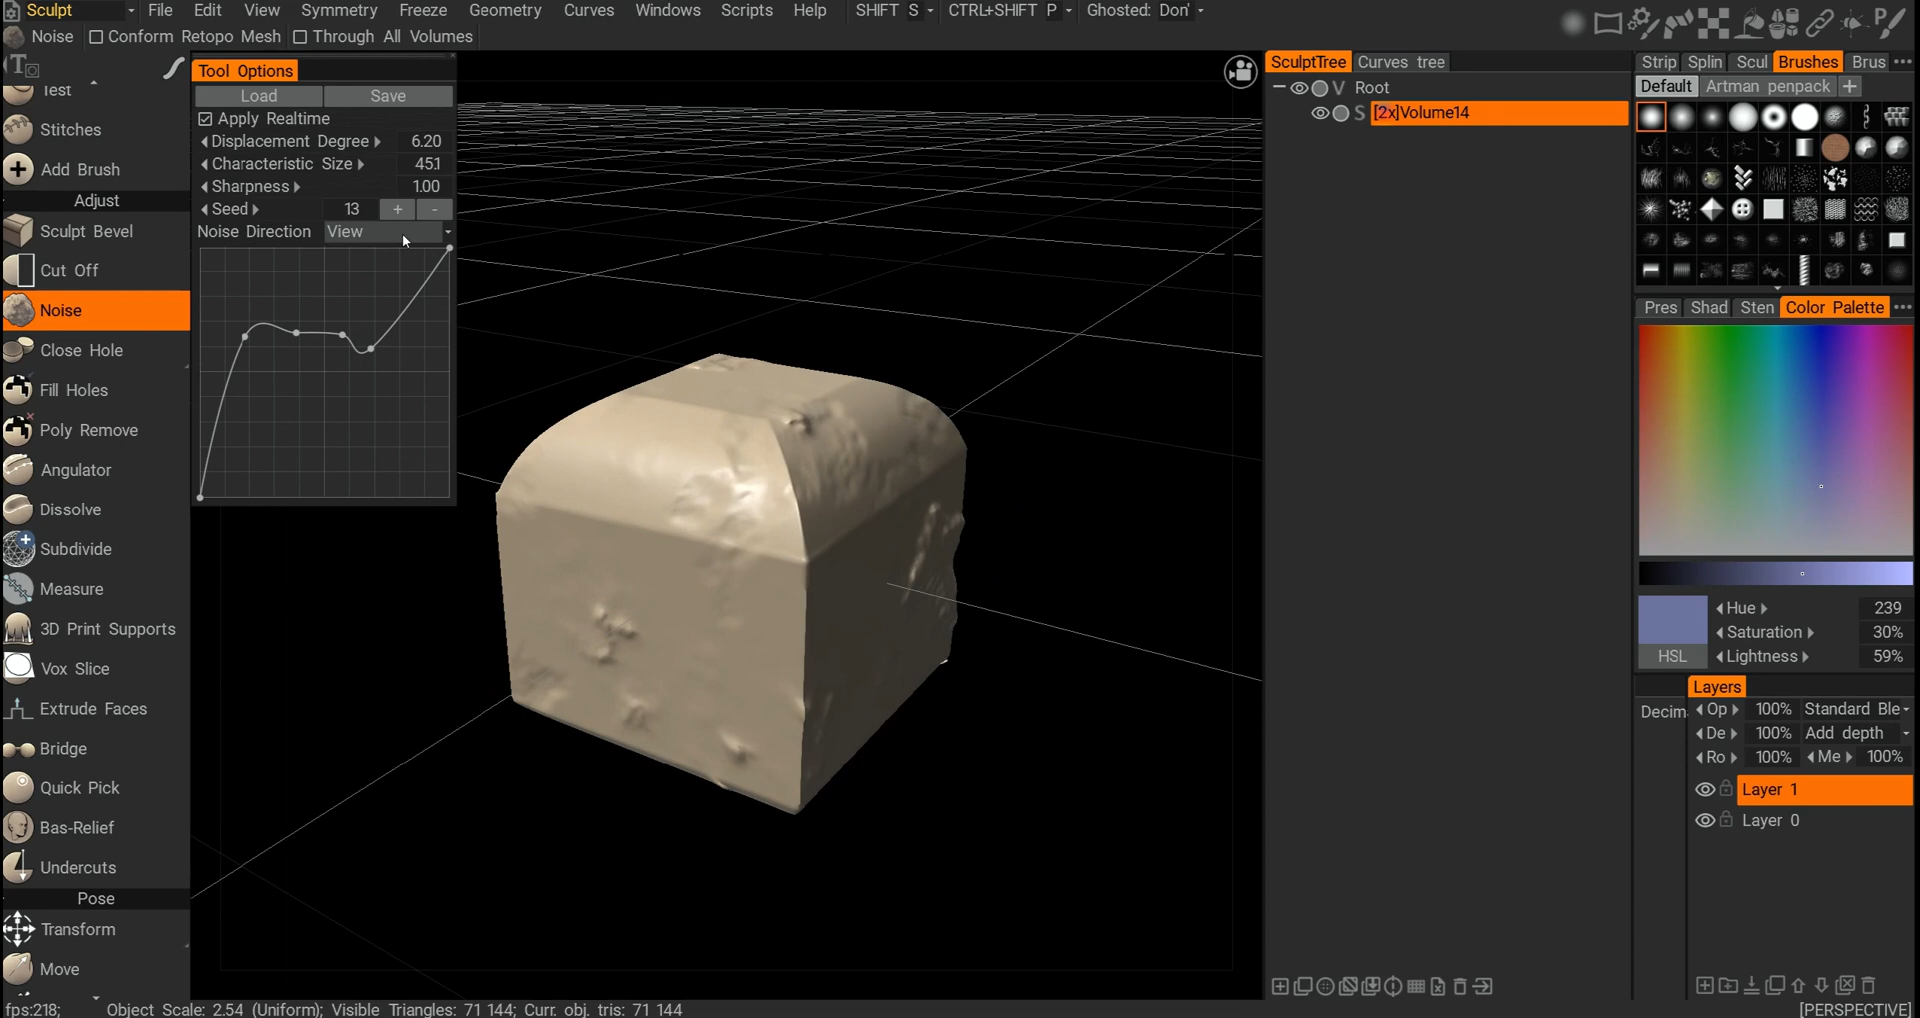 Sculpt File Edit View Symmetry Freeze Geometry Curves Windows Scripts Help SHIFT S CTRL+SHIFT P Ghosted: Don'
Noise Conform Retopo Mesh Through All Volumes
Test
Stitches
Add Brush
Adjust
Sculpt Bevel
Cut Off
Noise
Close Hole
Fill Holes
Poly Remove
Angulator
Dissolve
Subdivide
Measure
3D Print Supports
Vox Slice
Extrude Faces
Bridge
Quick Pick
Bas-Relief
Undercuts
Pose
Transform
Move
Tool Options
Load Save
Apply Realtime
Displacement Degree 6.20
Characteristic Size 451
Sharpness 1.00
Seed 13 + -
Noise Direction View
SculptTree Curves tree
V Root
S [2x]Volume14
Strip Splin Scul Brushes Brus
Default Artman penpack +
Pres Shad Sten Color Palette
Hue 239
Saturation 30%
HSL Lightness 59%
Layers
Decim
Op 100% Standard Ble
De 100% Add depth
Ro 100% Me 100%
Layer 1
Layer 0
fps:218; Object Scale: 2.54 (Uniform); Visible Triangles: 71 144; Curr. obj. tris: 71 144 [PERSPECTIVE]